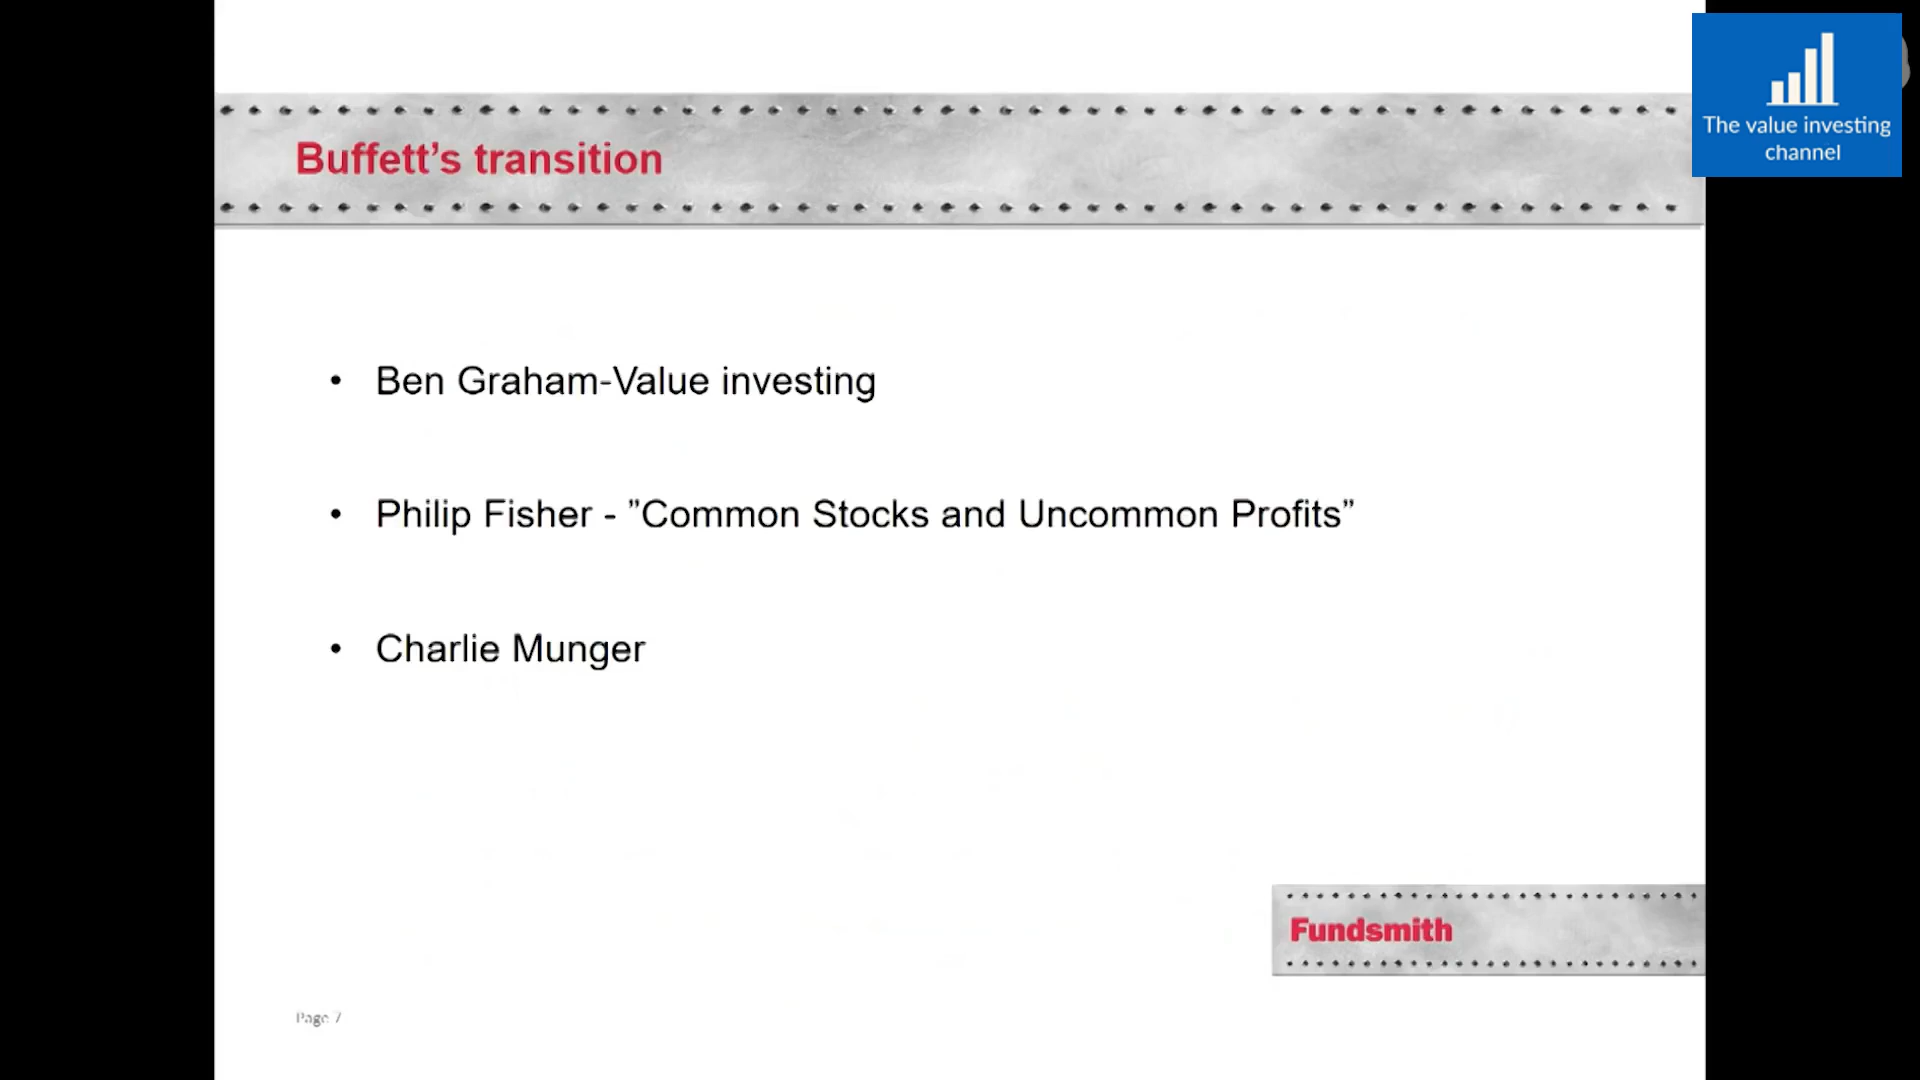 The value investing
channel
Buffett’s transition
• Ben Graham-Value investing
• Philip Fisher - ”Common Stocks and Uncommon Profits”
• Charlie Munger
Fundsmith
Page 7